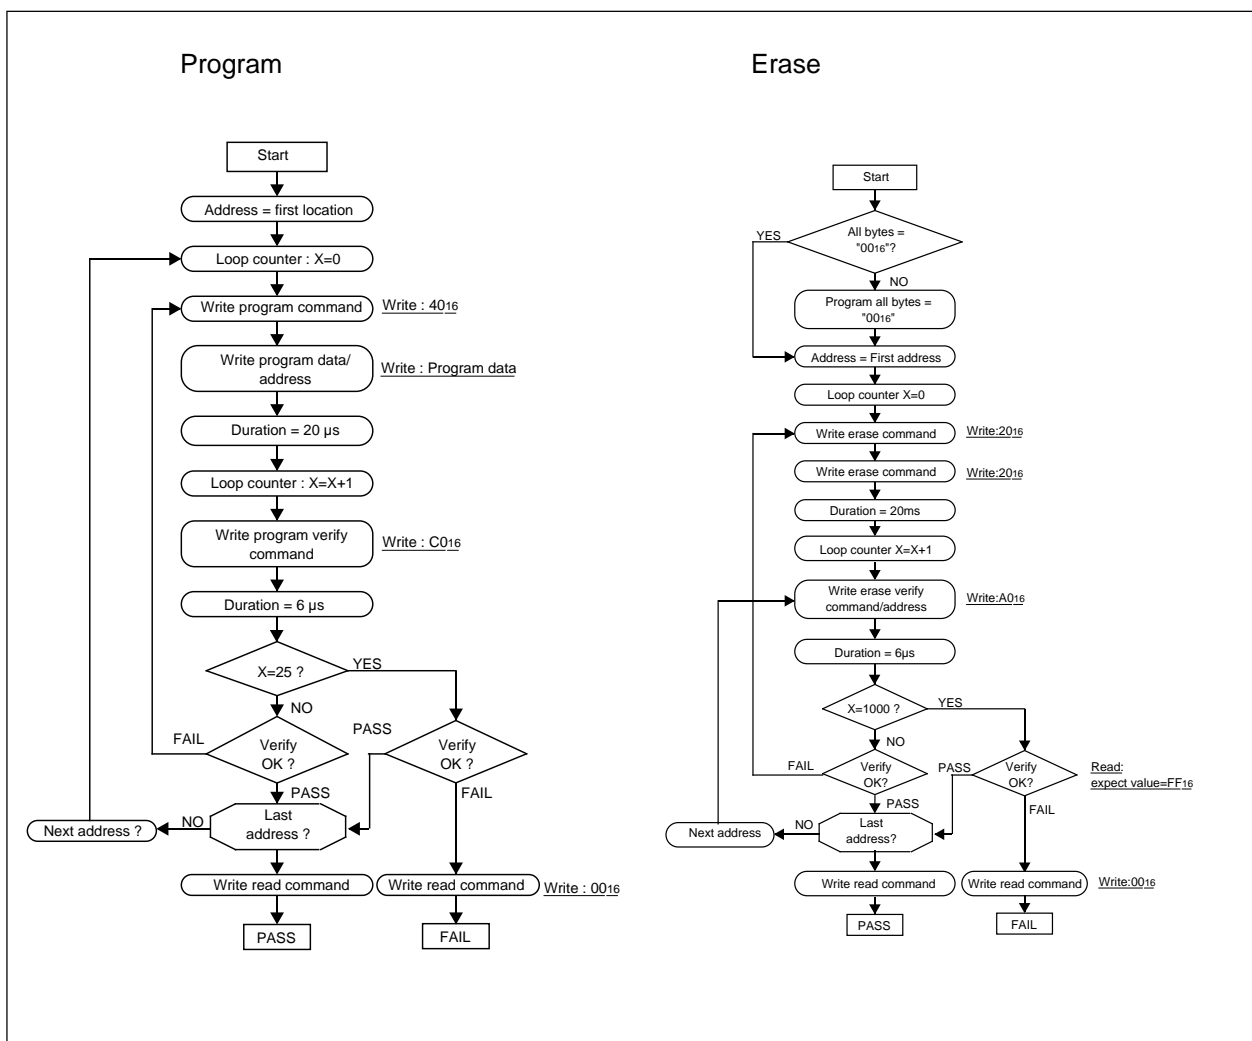 Program
Start
Address = first location
Loop counter : X=0
Write program command
Write : 4016
Write program data/
address
Write : Program data
Duration = 20 µs
Loop counter : X=X+1
Write program verify
command
Write : C016
Duration = 6 µs
X=25 ?
YES
NO
FAIL
Verify
OK ?
PASS
PASS
Verify
OK ?
FAIL
Last
address ?
NO
Next address ?
Write read command
Write read command
Write : 0016
PASS
FAIL
Erase
Start
All bytes =
"0016"?
YES
NO
Program all bytes =
"0016"
Address = First address
Loop counter X=0
Write erase command
Write:2016
Write erase command
Write:2016
Duration = 20ms
Loop counter X=X+1
Write erase verify
command/address
Write:A016
Duration = 6µs
X=1000 ?
YES
NO
FAIL
Verify
OK?
PASS
PASS
Verify
OK?
FAIL
Read:
expect value=FF16
Last
address?
NO
Next address
Write read command
Write read command
Write:0016
PASS
FAIL